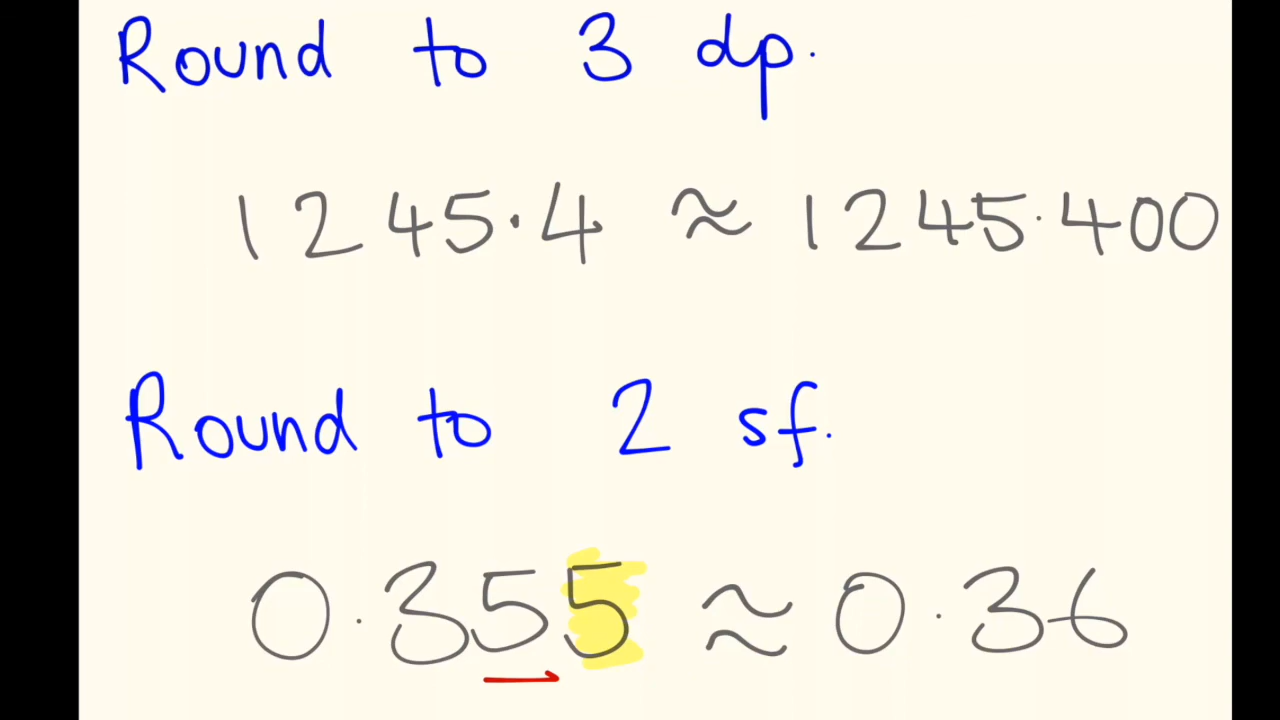 Round to 3 dp.
1245.4 ≈ 1245.400
Round to 2 sf.
0.355 ≈ 0.36